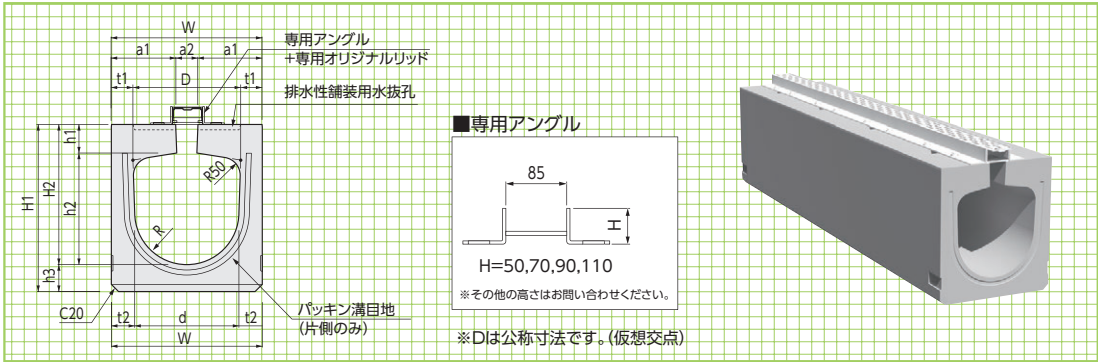 W
a1 a2 a1
t1 D t1
専用アングル
+専用オリジナルリッド
排水性舗装用水抜孔
h1
H2
H1
h2
h3
R50
R
C20
t2 d t2
W
パッキン溝目地
(片側のみ)
■専用アングル
85
H
H=50,70,90,110
※その他の高さはお問い合わせください。
※Dは公称寸法です。(仮想交点)